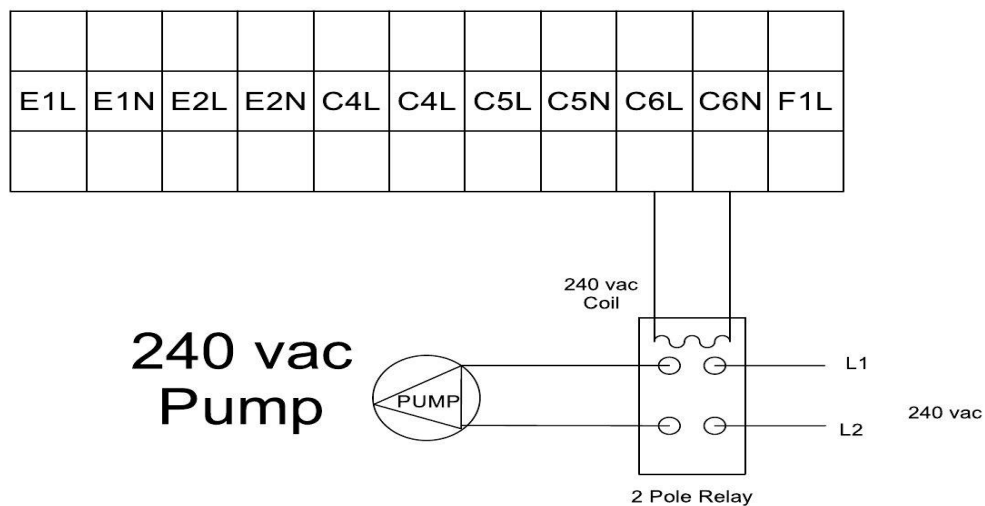 E1L E1N E2L E2N C4L C4L C5L C5N C6L C6N F1L
240 vac
Coil
240 vac
Pump
PUMP
L1
L2
240 vac
2 Pole Relay